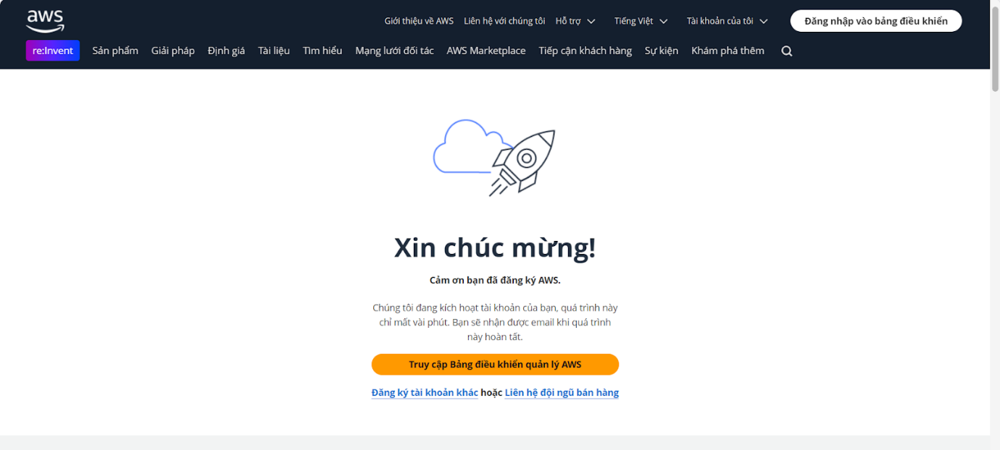 aws
Giới thiệu về AWS Liên hệ với chúng tôi Hỗ trợ Tiếng Việt Tài khoản của tôi Đăng nhập vào bảng điều khiển
re:Invent Sản phẩm Giải pháp Định giá Tài liệu Tìm hiểu Mạng lưới đối tác AWS Marketplace Tiếp cận khách hàng Sự kiện Khám phá thêm
Xin chúc mừng!
Cảm ơn bạn đã đăng ký AWS.
Chúng tôi đang kích hoạt tài khoản của bạn, quá trình này
chỉ mất vài phút. Bạn sẽ nhận được email khi quá trình
này hoàn tất.
Truy cập Bảng điều khiển quản lý AWS
Đăng ký tài khoản khác hoặc Liên hệ đội ngũ bán hàng